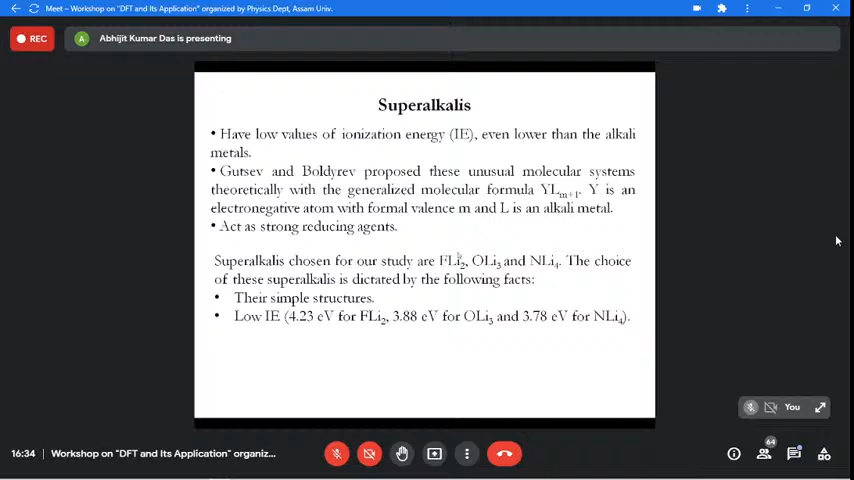 Meet – Workshop on "DFT and Its Application" organized by Physics Dept, Assam Univ.
REC
A
Abhijit Kumar Das is presenting
Superalkalis
• Have low values of ionization energy (IE), even lower than the alkali
metals.
• Gutsev and Boldyrev proposed these unusual molecular systems
theoretically with the generalized molecular formula YLₘ₊₁. Y is an
electronegative atom with formal valence m and L is an alkali metal.
• Act as strong reducing agents.
Superalkalis chosen for our study are FLi₂, OLi₃ and NLi₄. The choice
of these superalkalis is dictated by the following facts:
• Their simple structures.
• Low IE (4.23 eV for FLi₂, 3.88 eV for OLi₃ and 3.78 eV for NLi₄).
You
16:34
Workshop on "DFT and Its Application" organiz...
64